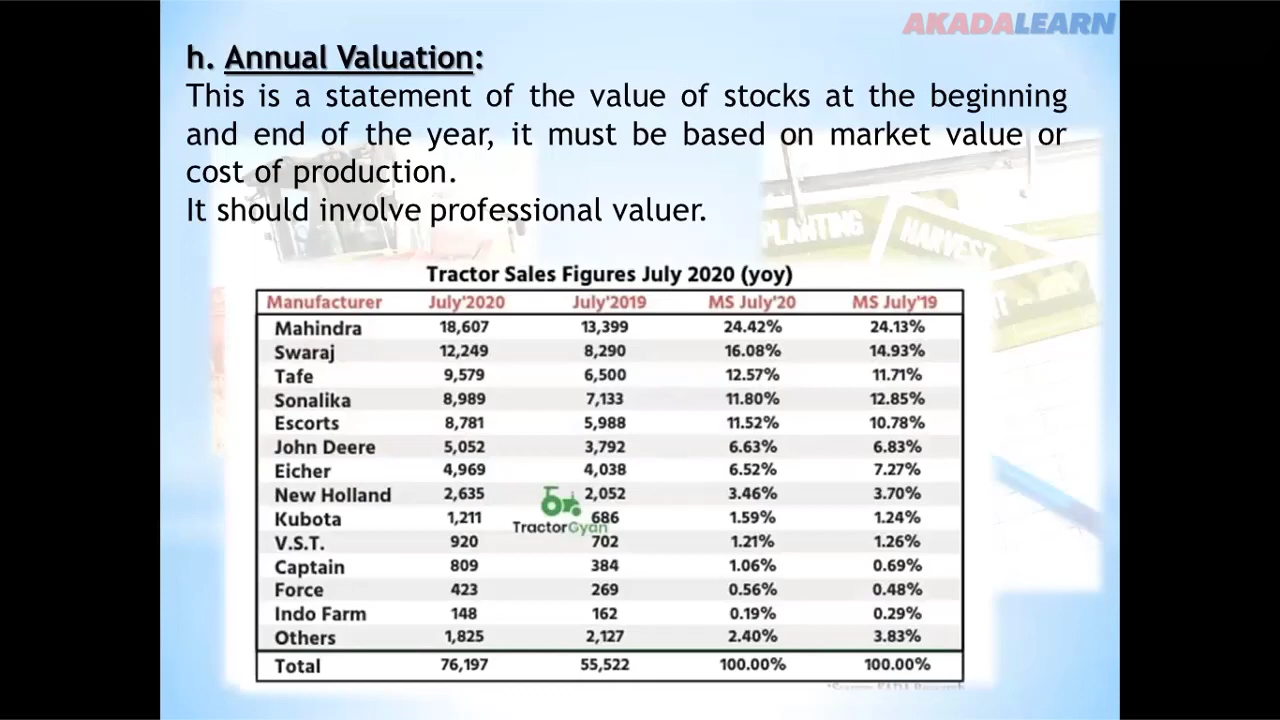 AKADALEARN
h. Annual Valuation:
This is a statement of the value of stocks at the beginning
and end of the year, it must be based on market value or
cost of production.
It should involve professional valuer.
PLANTING
HARVEST
Tractor Sales Figures July 2020 (yoy)
Manufacturer July'2020 July'2019 MS July'20 MS July'19
Mahindra 18,607 13,399 24.42% 24.13%
Swaraj 12,249 8,290 16.08% 14.93%
Tafe 9,579 6,500 12.57% 11.71%
Sonalika 8,989 7,133 11.80% 12.85%
Escorts 8,781 5,988 11.52% 10.78%
John Deere 5,052 3,792 6.63% 6.83%
Eicher 4,969 4,038 6.52% 7.27%
New Holland 2,635 2,052 3.46% 3.70%
Kubota 1,211 686 1.59% 1.24%
TractorGyan
V.S.T. 920 702 1.21% 1.26%
Captain 809 384 1.06% 0.69%
Force 423 269 0.56% 0.48%
Indo Farm 148 162 0.19% 0.29%
Others 1,825 2,127 2.40% 3.83%
Total 76,197 55,522 100.00% 100.00%